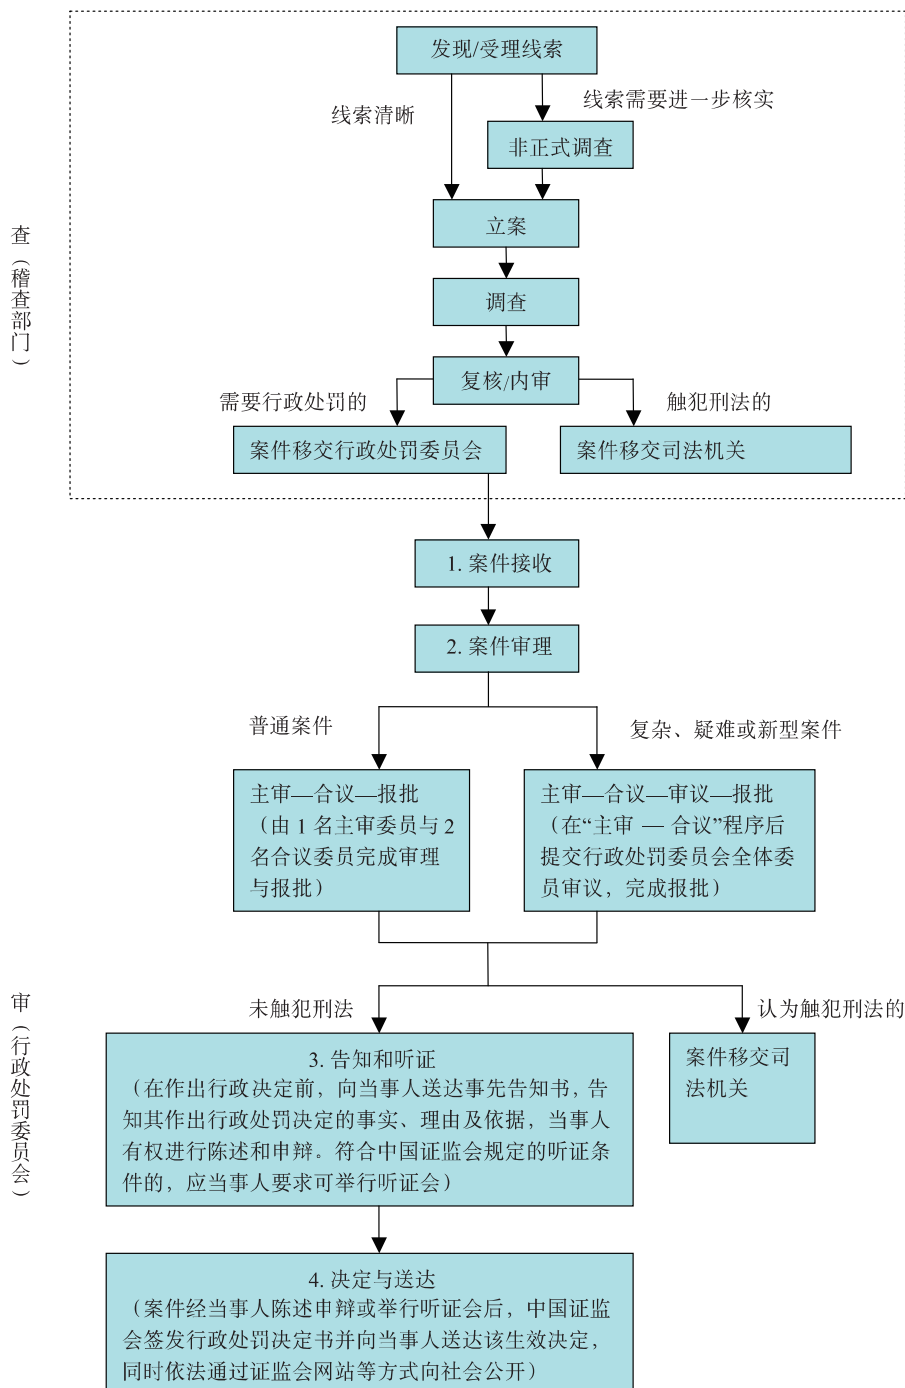 发现/受理线索
线索清晰
线索需要进一步核实
非正式调查
立案
调查
复核/内审
需要行政处罚的
触犯刑法的
案件移交行政处罚委员会
案件移交司法机关
查（稽查部门）
1. 案件接收
2. 案件审理
普通案件
复杂、疑难或新型案件
主审—合议—报批
（由 1 名主审委员与 2
名合议委员完成审理
与报批）
主审—合议—审议—报批
（在“主审 — 合议”程序后
提交行政处罚委员会全体委
员审议，完成报批）
未触犯刑法
认为触犯刑法的
3. 告知和听证
（在作出行政决定前，向当事人送达事先告知书，告
知其作出行政处罚决定的事实、理由及依据，当事人
有权进行陈述和申辩。符合中国证监会规定的听证条
件的，应当事人要求可举行听证会）
案件移交司
法机关
4. 决定与送达
（案件经当事人陈述申辩或举行听证会后，中国证监
会签发行政处罚决定书并向当事人送达该生效决定，
同时依法通过证监会网站等方式向社会公开）
审（行政处罚委员会）